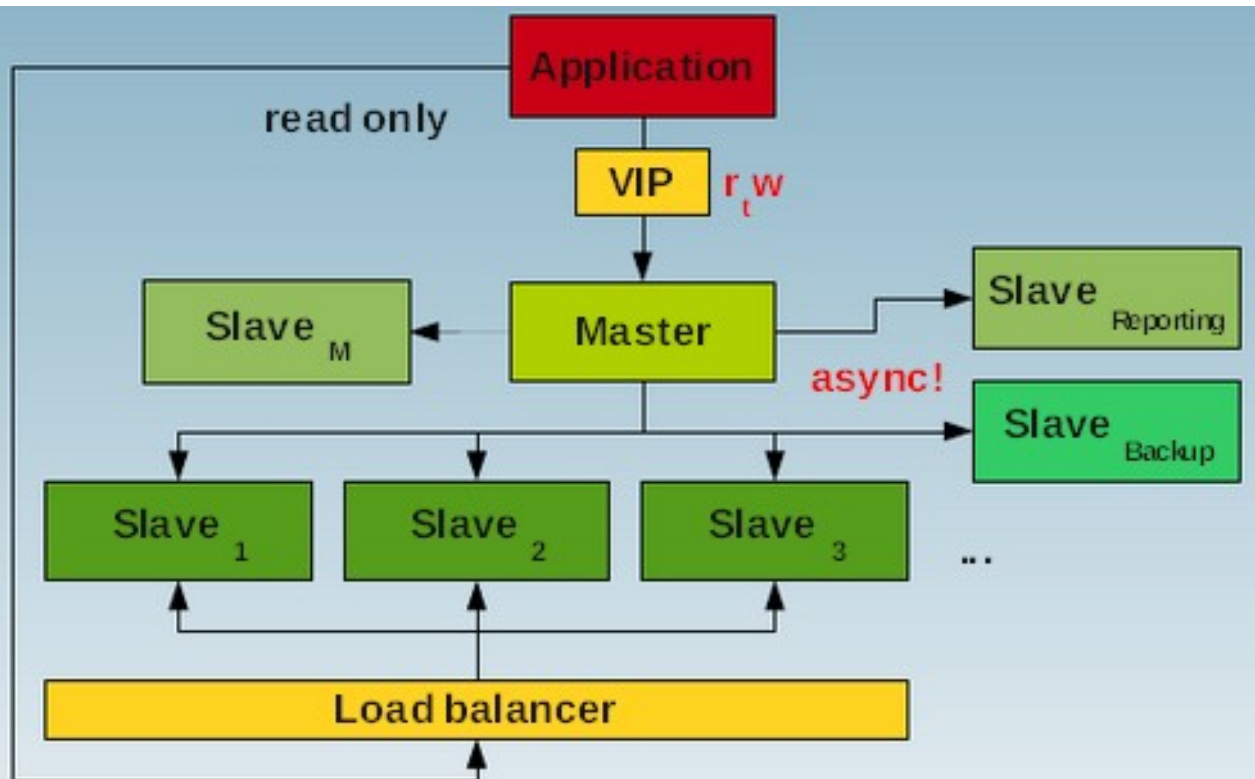 Application
read only
VIP
r_t w
Slave M
Master
Slave Reporting
async!
Slave Backup
Slave 1
Slave 2
Slave 3
...
Load balancer